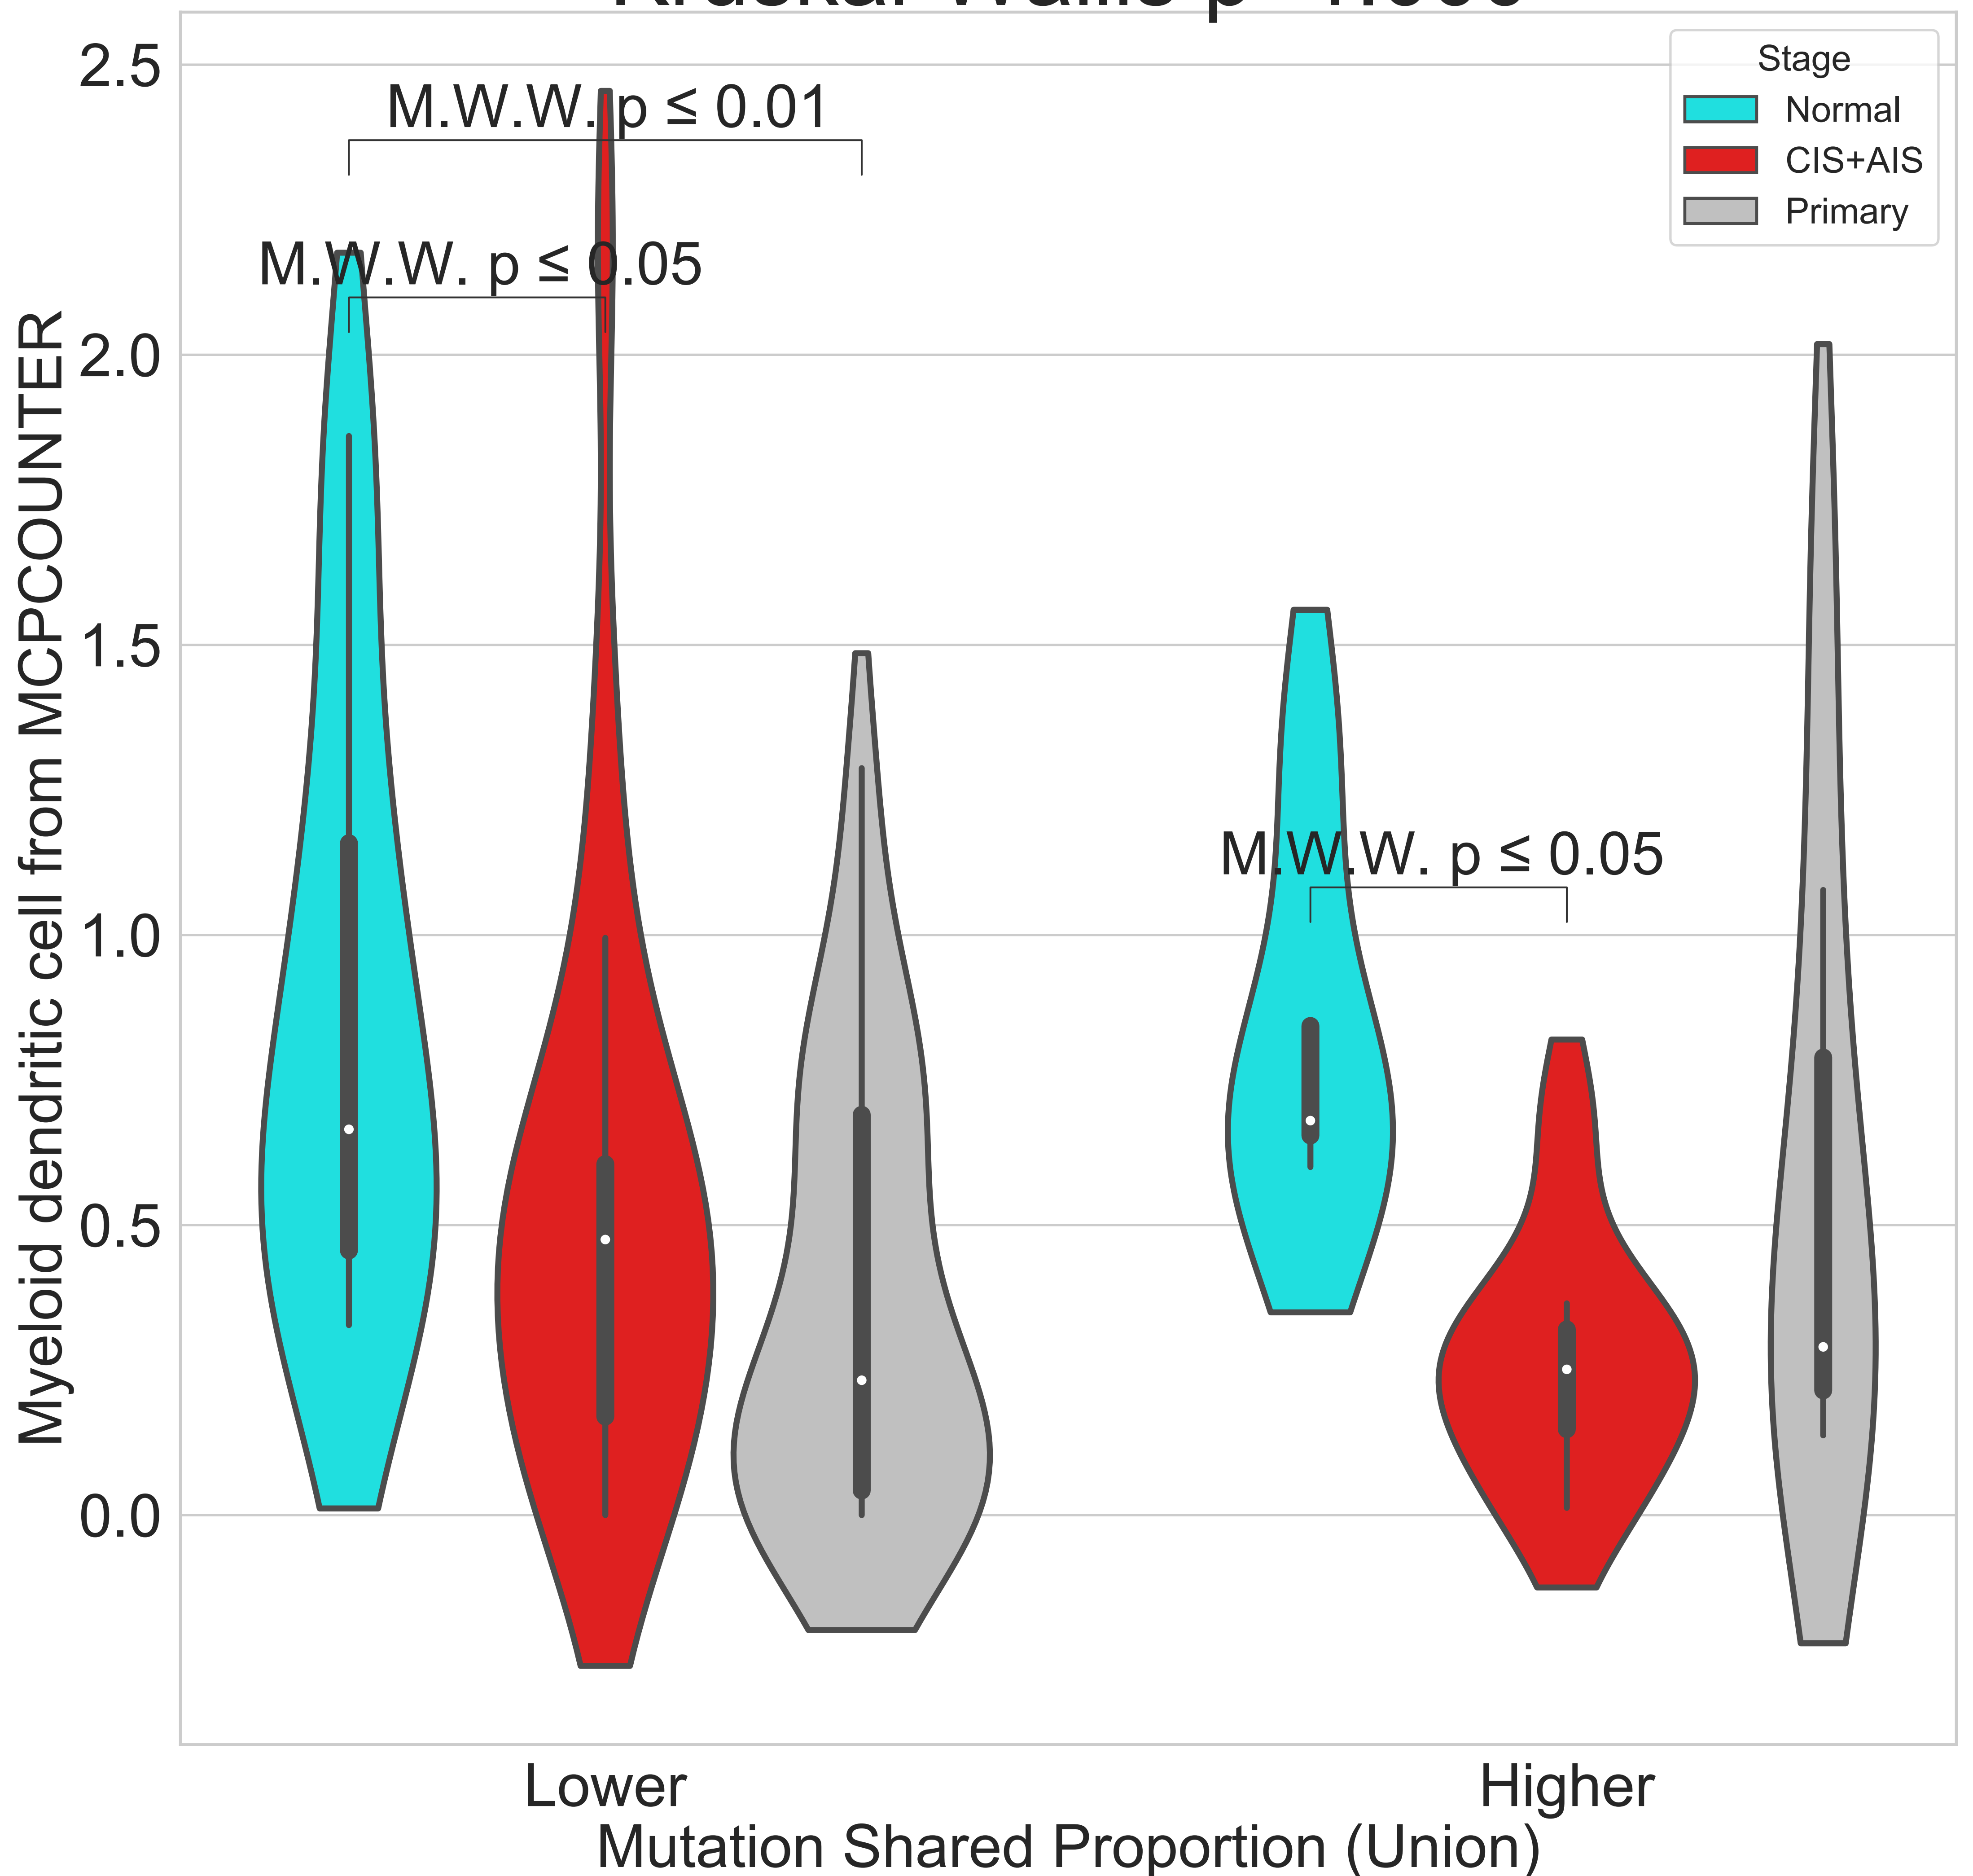 2.5
2.0
1.5
1.0
0.5
0.0
Myeloid dendritic cell from MCPCOUNTER
M.W.W. p ≤ 0.01
M.W.W. p ≤ 0.05
M.W.W. p ≤ 0.05
Stage
Normal
CIS+AIS
Primary
Lower
Higher
Mutation Shared Proportion (Union)